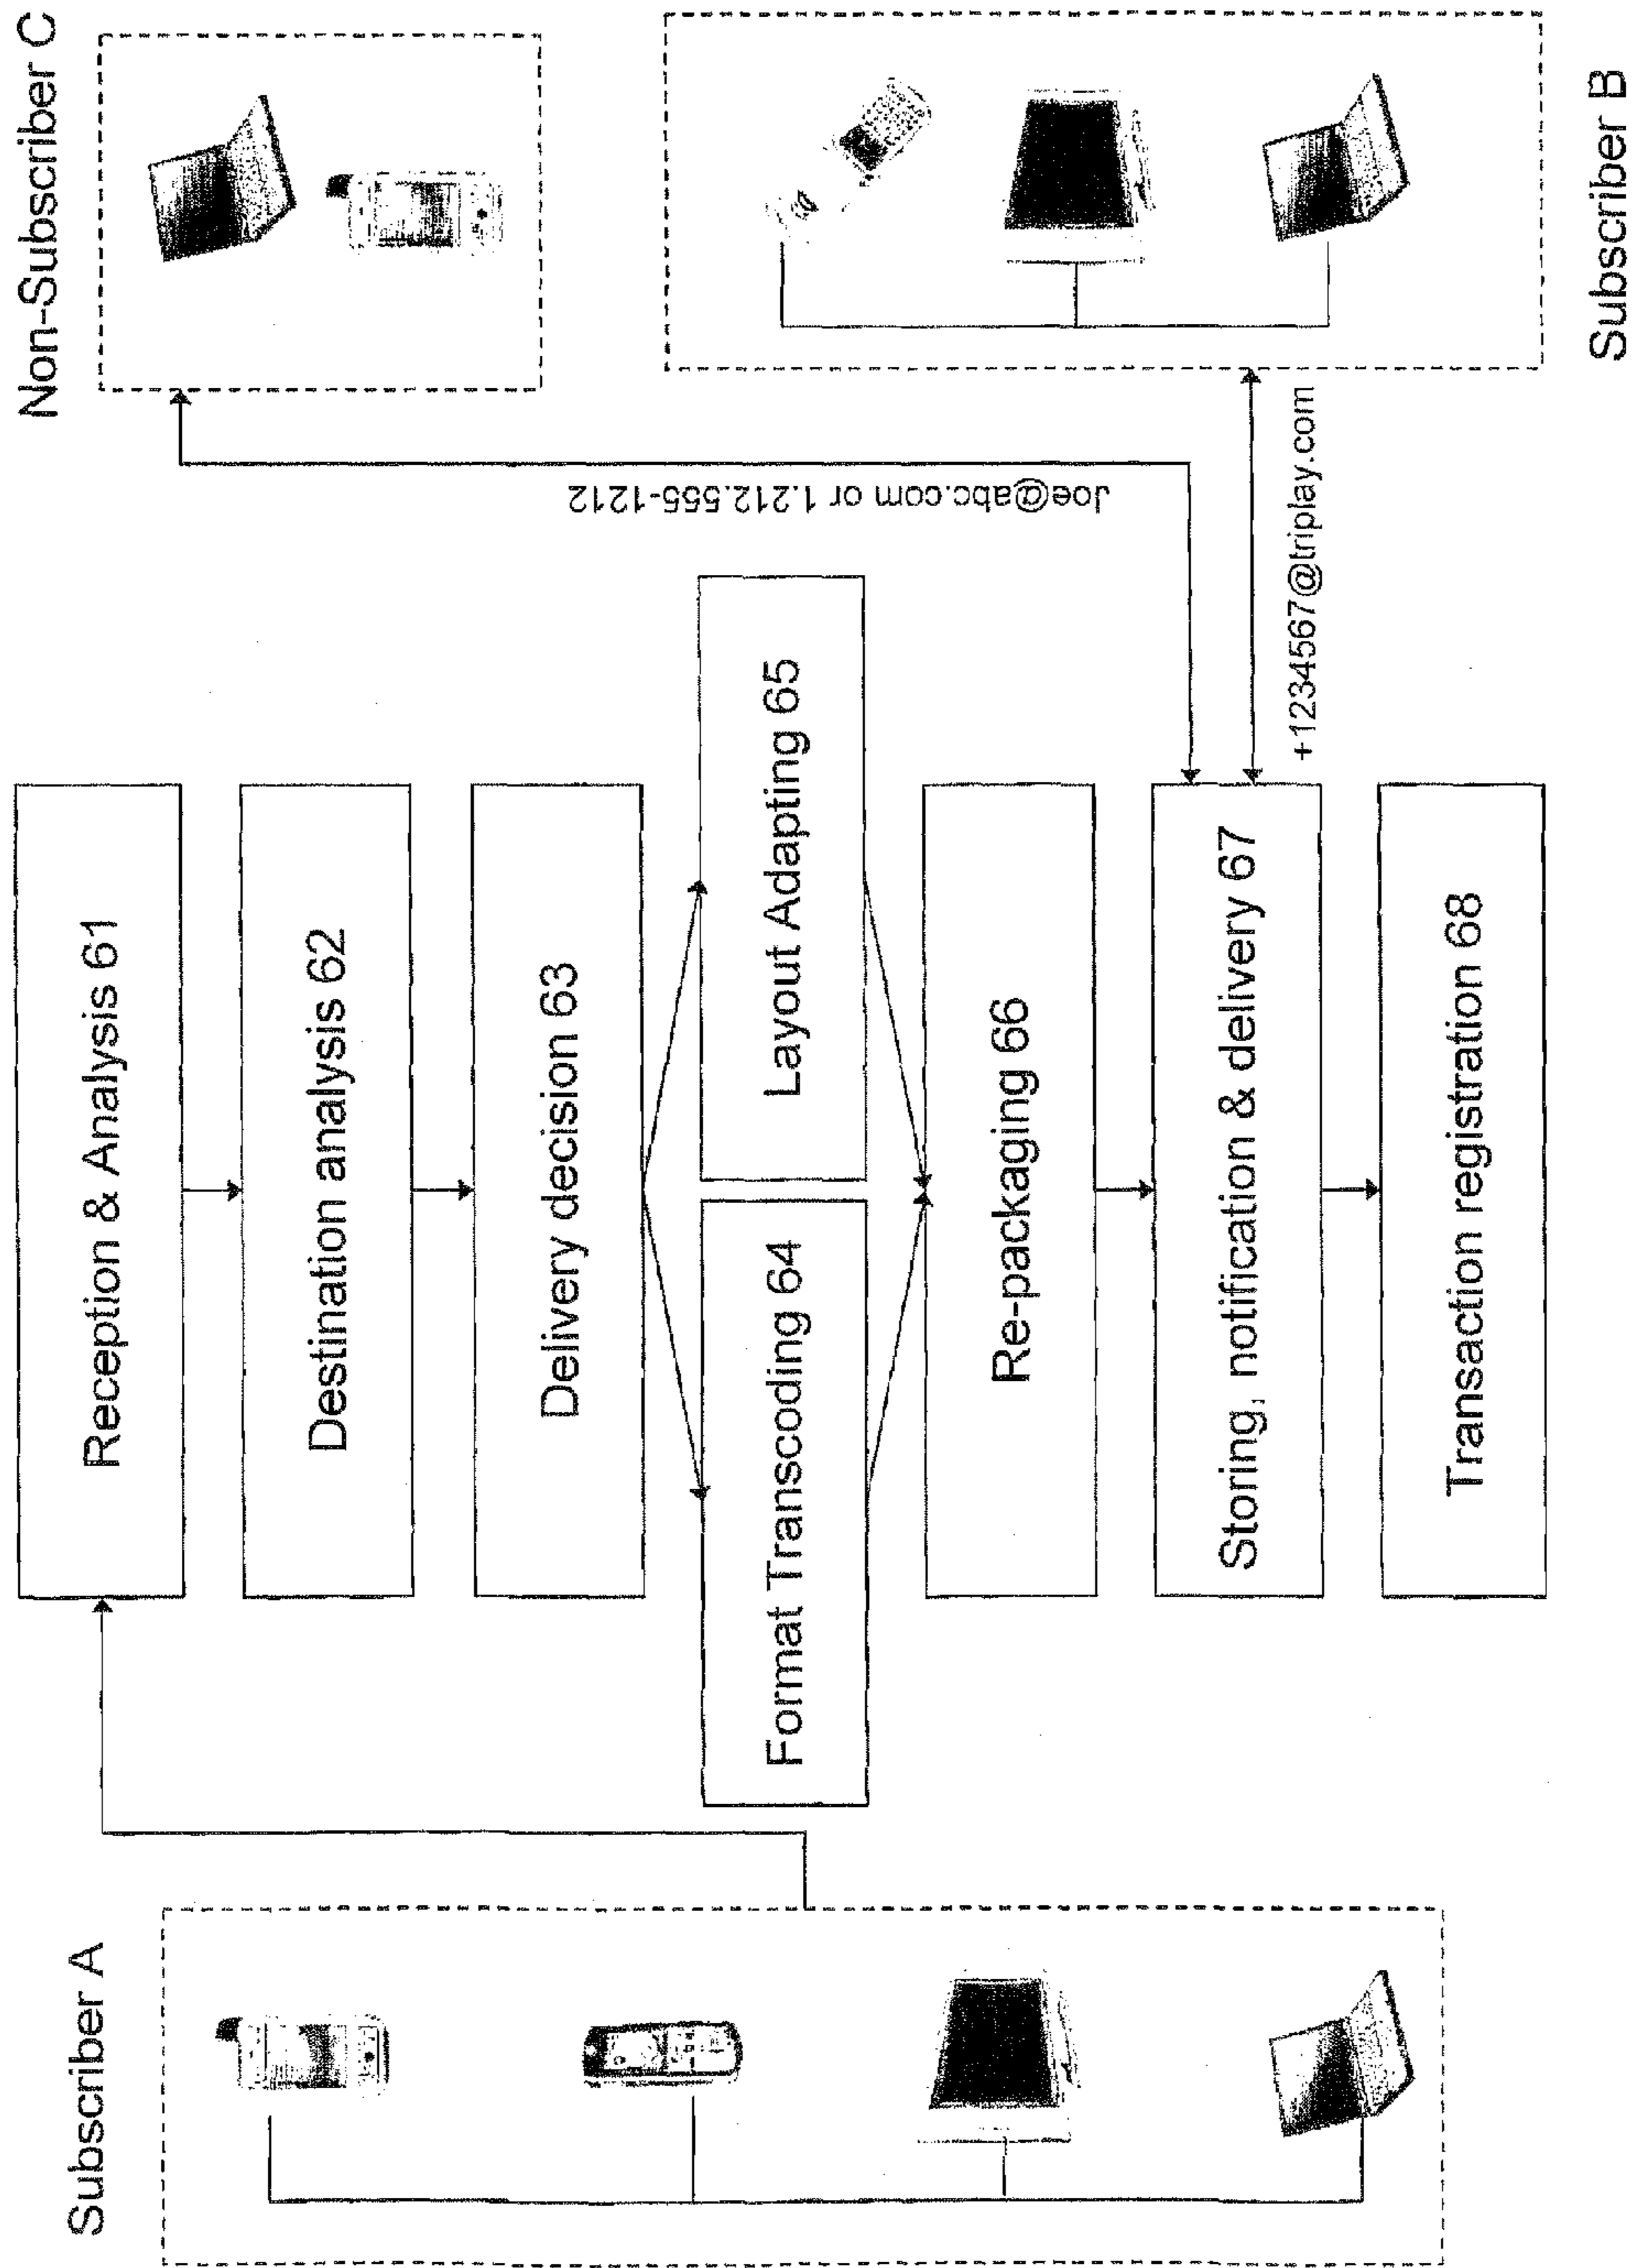 Subscriber A
Reception & Analysis 61
Destination analysis 62
Delivery decision 63
Format Transcoding 64
Layout Adapting 65
Re-packaging 66
Storing, notification & delivery 67
Transaction registration 68
Non-Subscriber C
Joe@abc.com or 1.212.555-1212
+1234567@triplay.com
Subscriber B